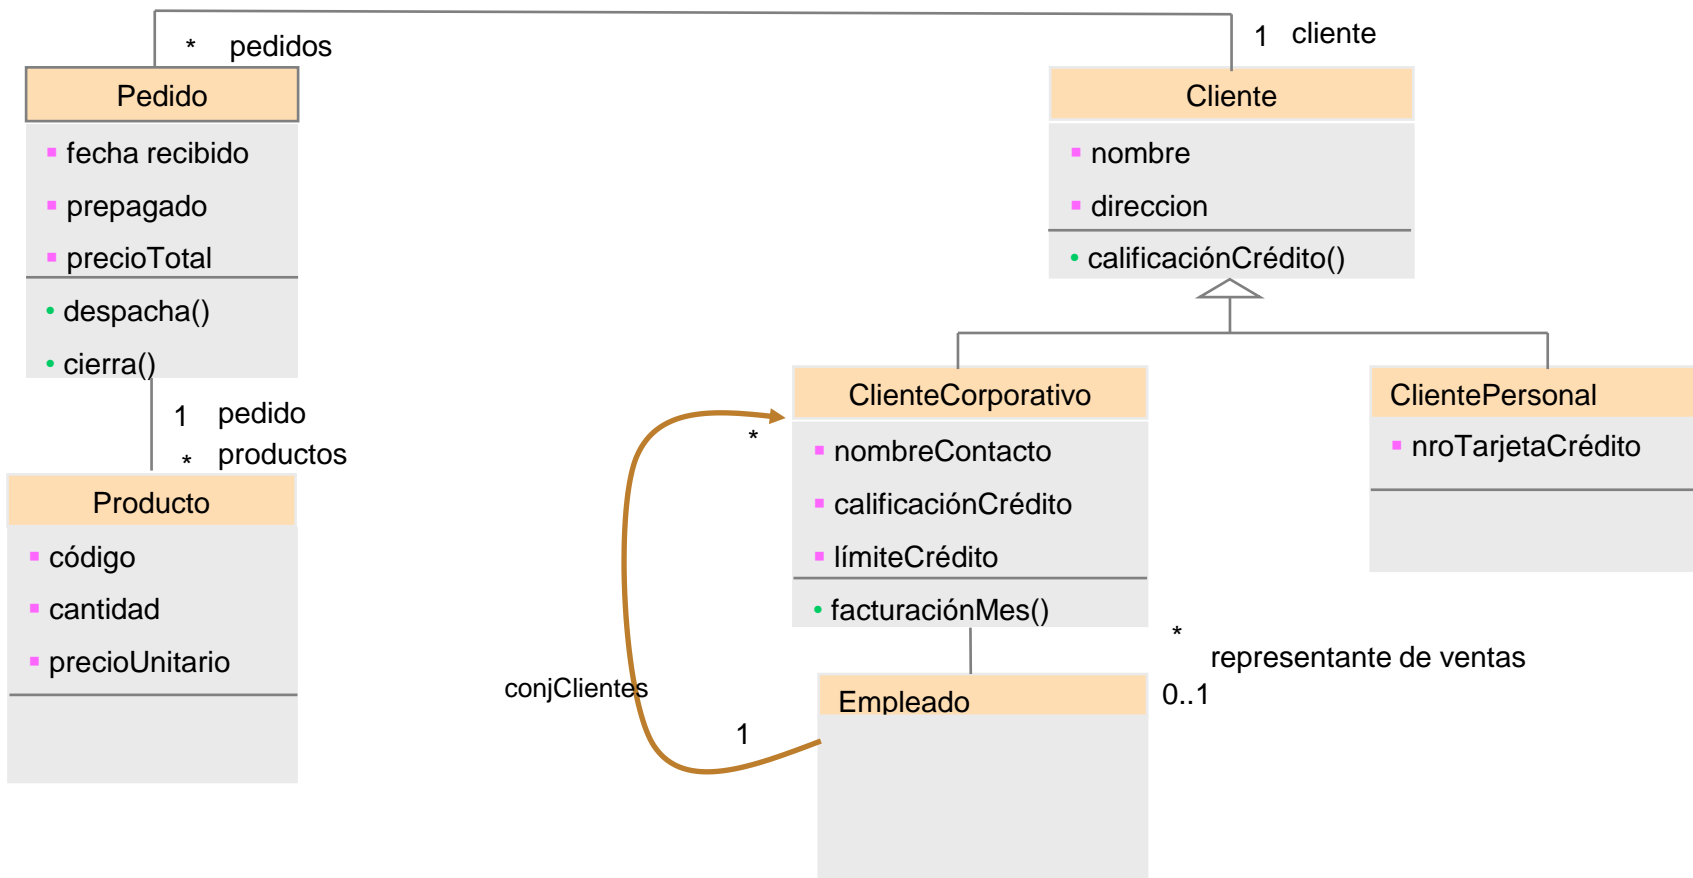 * pedidos
1 cliente
Pedido
fecha recibido
prepagado
precioTotal
despacha()
cierra()
1 pedido
* productos
Producto
código
cantidad
precioUnitario
Cliente
nombre
direccion
calificaciónCrédito()
ClienteCorporativo
nombreContacto
calificaciónCrédito
límiteCrédito
facturaciónMes()
ClientePersonal
nroTarjetaCrédito
*
conjClientes
1
*
representante de ventas
0..1
Empleado